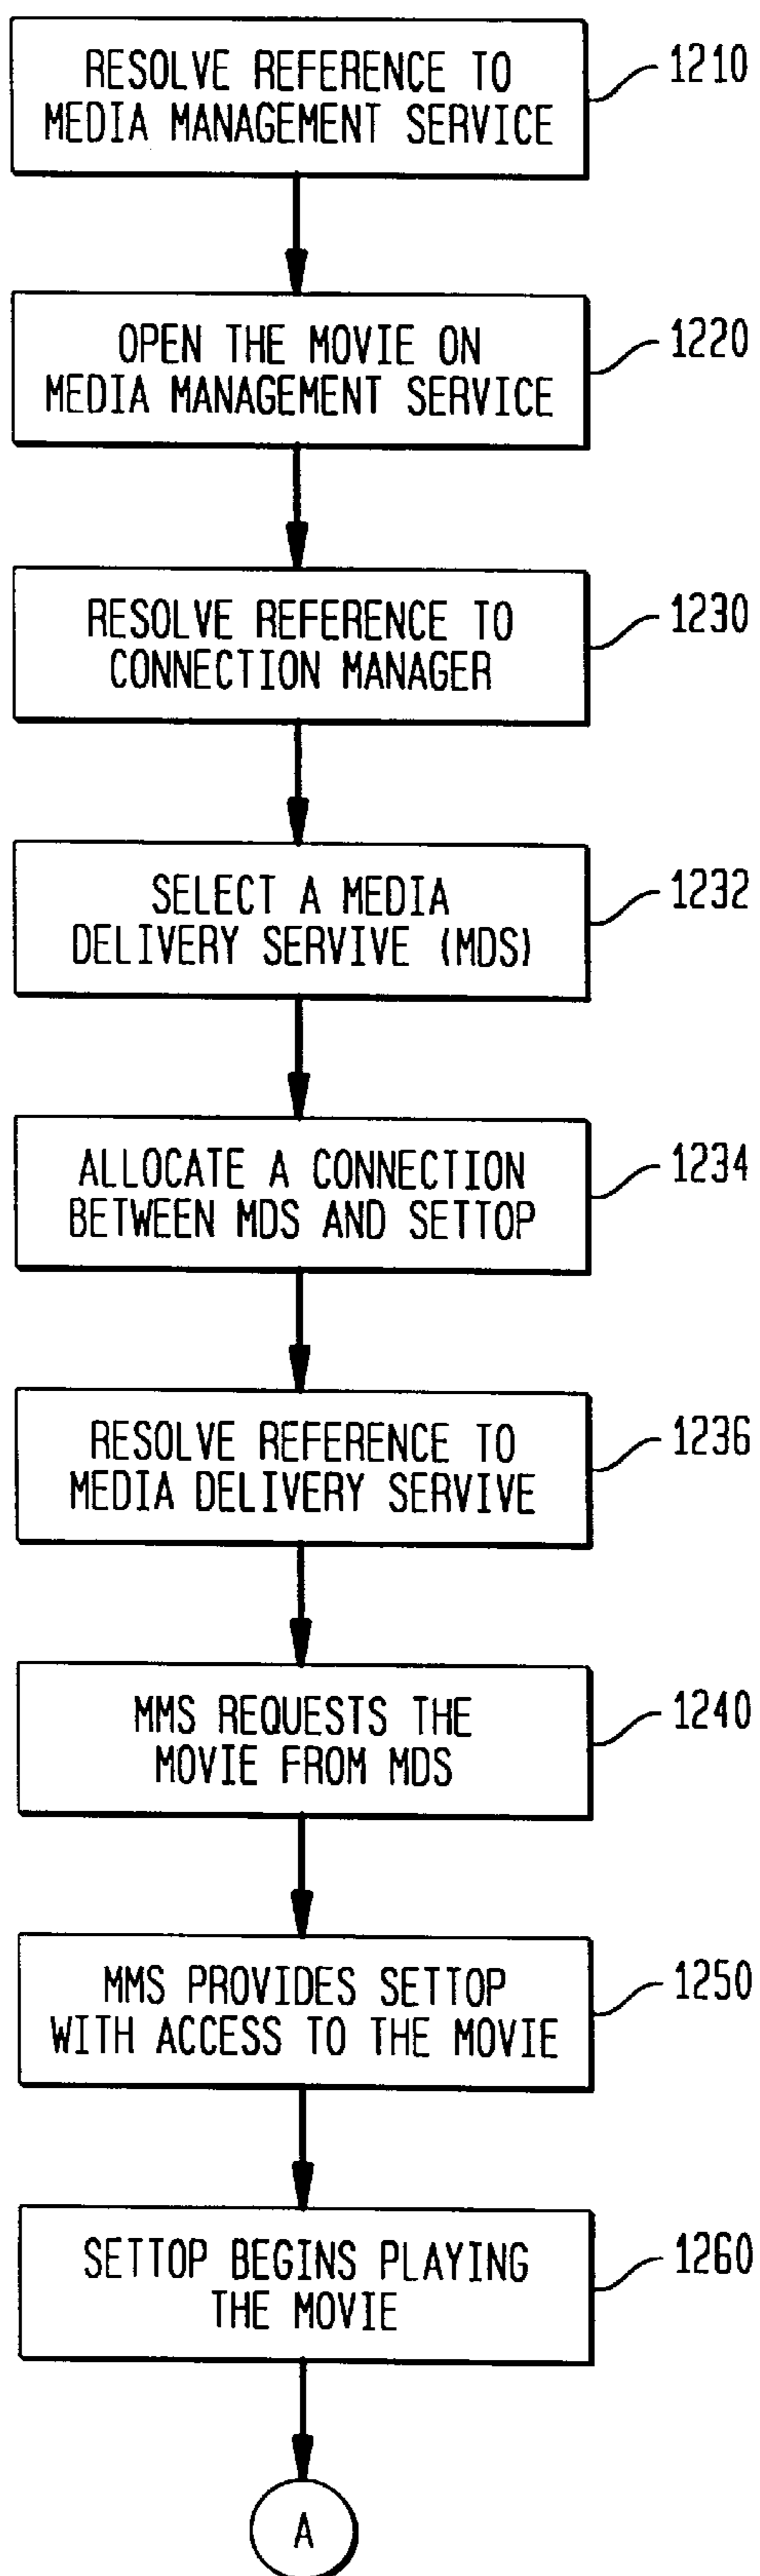 RESOLVE REFERENCE TO
MEDIA MANAGEMENT SERVICE
1210
OPEN THE MOVIE ON
MEDIA MANAGEMENT SERVICE
1220
RESOLVE REFERENCE TO
CONNECTION MANAGER
1230
SELECT A MEDIA
DELIVERY SERVIVE (MDS)
1232
ALLOCATE A CONNECTION
BETWEEN MDS AND SETTOP
1234
RESOLVE REFERENCE TO
MEDIA DELIVERY SERVIVE
1236
MMS REQUESTS THE
MOVIE FROM MDS
1240
MMS PROVIDES SETTOP
WITH ACCESS TO THE MOVIE
1250
SETTOP BEGINS PLAYING
THE MOVIE
1260
A